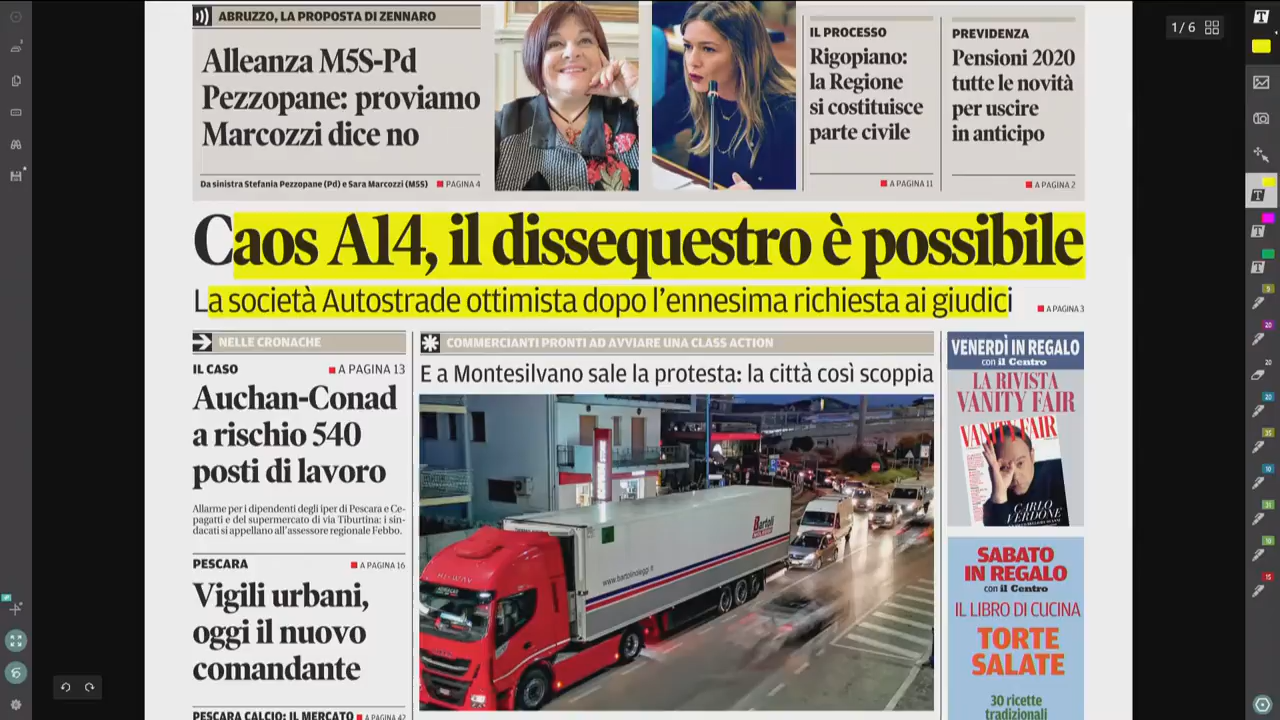 1/6
ABRUZZO, LA PROPOSTA DI ZENNARO
Alleanza M5S-Pd
Pezzopane: proviamo
Marcozzi dice no
Da sinistra Stefania Pezzopane (Pd) e Sara Marcozzi (M5S) PAGINA 4
IL PROCESSO
Rigopiano:
la Regione
si costituisce
parte civile
A PAGINA 11
PREVIDENZA
Pensioni 2020
tutte le novità
per uscire
in anticipo
A PAGINA 2
Caos A14, il dissequestro è possibile
La società Autostrade ottimista dopo l'ennesima richiesta ai giudici
A PAGINA 3
NELLE CRONACHE
IL CASO A PAGINA 13
Auchan-Conad
a rischio 540
posti di lavoro
Allarme per i dipendenti degli iper di Pescara e Ce-
pagatti e del supermercato di via Tiburtina: i sin-
dacati si appellano all'assessore regionale Febbo.
PESCARA A PAGINA 16
Vigili urbani,
oggi il nuovo
comandante
PESCARA CALCIO: IL MERCATO A PAGINA 42
COMMERCIANTI PRONTI AD AVVIARE UNA CLASS ACTION
E a Montesilvano sale la protesta: la città così scoppia
Bartoli
www.bartolinoleggi.it
VENERDÌ IN REGALO
con il Centro
LA RIVISTA
VANITY FAIR
VANITY FAIR
CARLO
VERDONE
SABATO
IN REGALO
con il Centro
IL LIBRO DI CUCINA
TORTE
SALATE
30 ricette
tradizionali